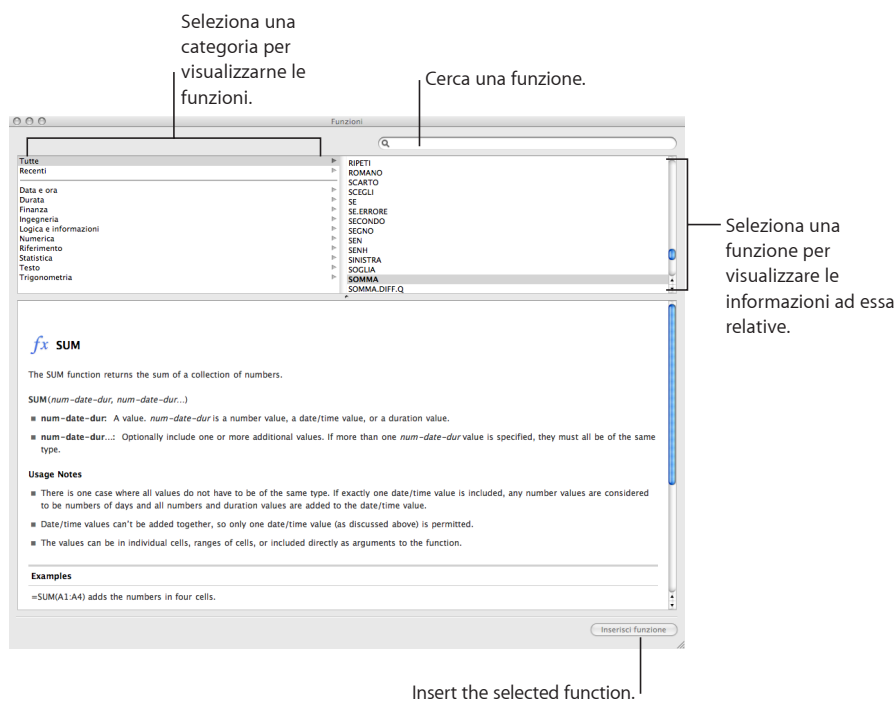 Seleziona una
categoria per
visualizzarne le
funzioni.
Cerca una funzione.
Funzioni
Tutte
Recenti
Data e ora
Durata
Finanza
Ingegneria
Logica e informazioni
Numerica
Riferimento
Statistica
Testo
Trigonometria
RIPETI
ROMANO
SCARTO
SCEGLI
SE
SE.ERRORE
SECONDO
SEGNO
SEN
SENH
SINISTRA
SOGLIA
SOMMA
SOMMA.DIFF.Q
Seleziona una
funzione per
visualizzare le
informazioni ad essa
relative.
fx SUM
The SUM function returns the sum of a collection of numbers.
SUM(num-date-dur, num-date-dur...)
num-date-dur: A value. num-date-dur is a number value, a date/time value, or a duration value.
num-date-dur...: Optionally include one or more additional values. If more than one num-date-dur value is specified, they must all be of the same
type.
Usage Notes
There is one case where all values do not have to be of the same type. If exactly one date/time value is included, any number values are considered
to be numbers of days and all numbers and duration values are added to the date/time value.
Date/time values can't be added together, so only one date/time value (as discussed above) is permitted.
The values can be in individual cells, ranges of cells, or included directly as arguments to the function.
Examples
=SUM(A1:A4) adds the numbers in four cells.
Inserisci funzione
Insert the selected function.